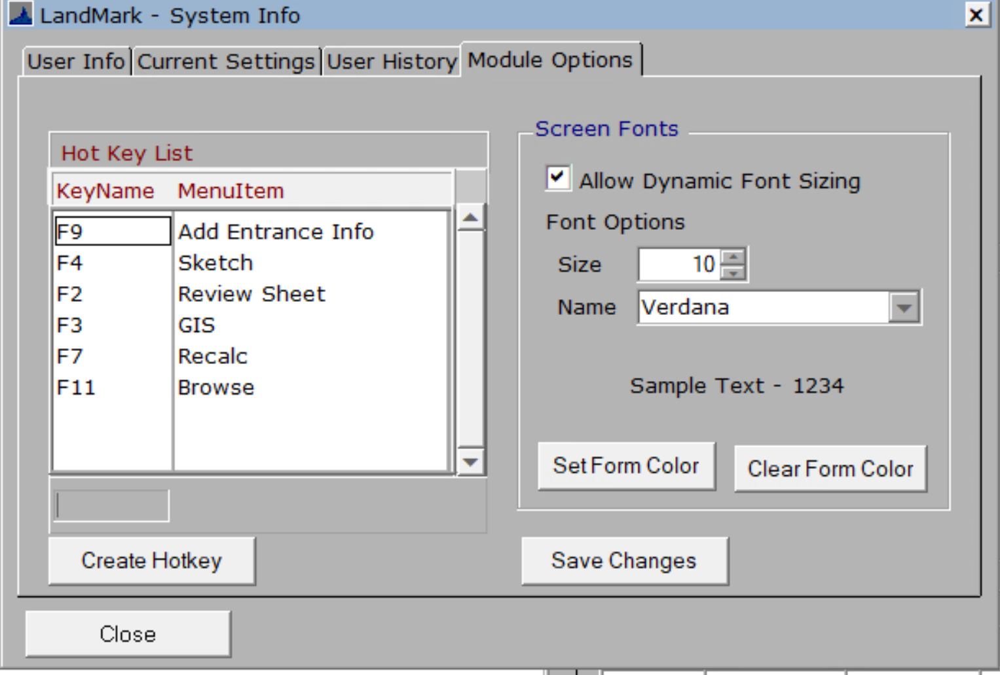 LandMark - System Info
User Info Current Settings User History Module Options
Hot Key List
KeyName MenuItem
F9 Add Entrance Info
F4 Sketch
F2 Review Sheet
F3 GIS
F7 Recalc
F11 Browse
Create Hotkey
Screen Fonts
Allow Dynamic Font Sizing
Font Options
Size 10
Name Verdana
Sample Text - 1234
Set Form Color Clear Form Color
Save Changes
Close